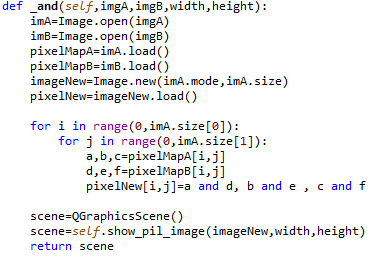 def _and(self,imgA,imgB,width,height):
imA=Image.open(imgA)
imB=Image.open(imgB)
pixelMapA=imA.load()
pixelMapB=imB.load()
imageNew=Image.new(imA.mode,imA.size)
pixelNew=imageNew.load()
for i in range(0,imA.size[0]):
for j in range(0,imA.size[1]):
a,b,c=pixelMapA[i,j]
d,e,f=pixelMapB[i,j]
pixelNew[i,j]=a and d, b and e , c and f
scene=QGraphicsScene()
scene=self.show_pil_image(imageNew,width,height)
return scene